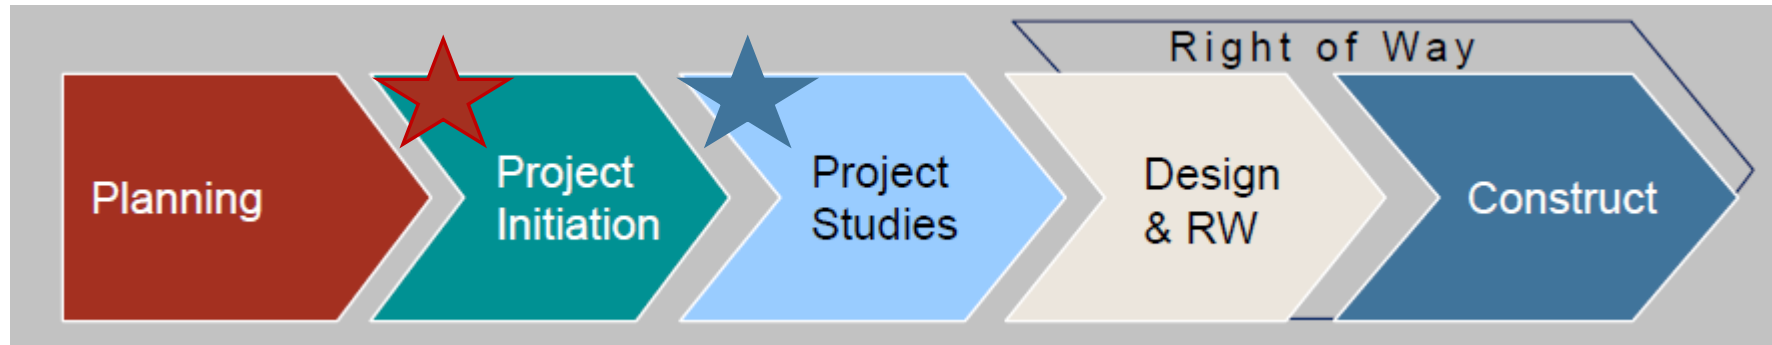 Right of Way
Planning
Project
Initiation
Project
Studies
Design
& RW
Construct